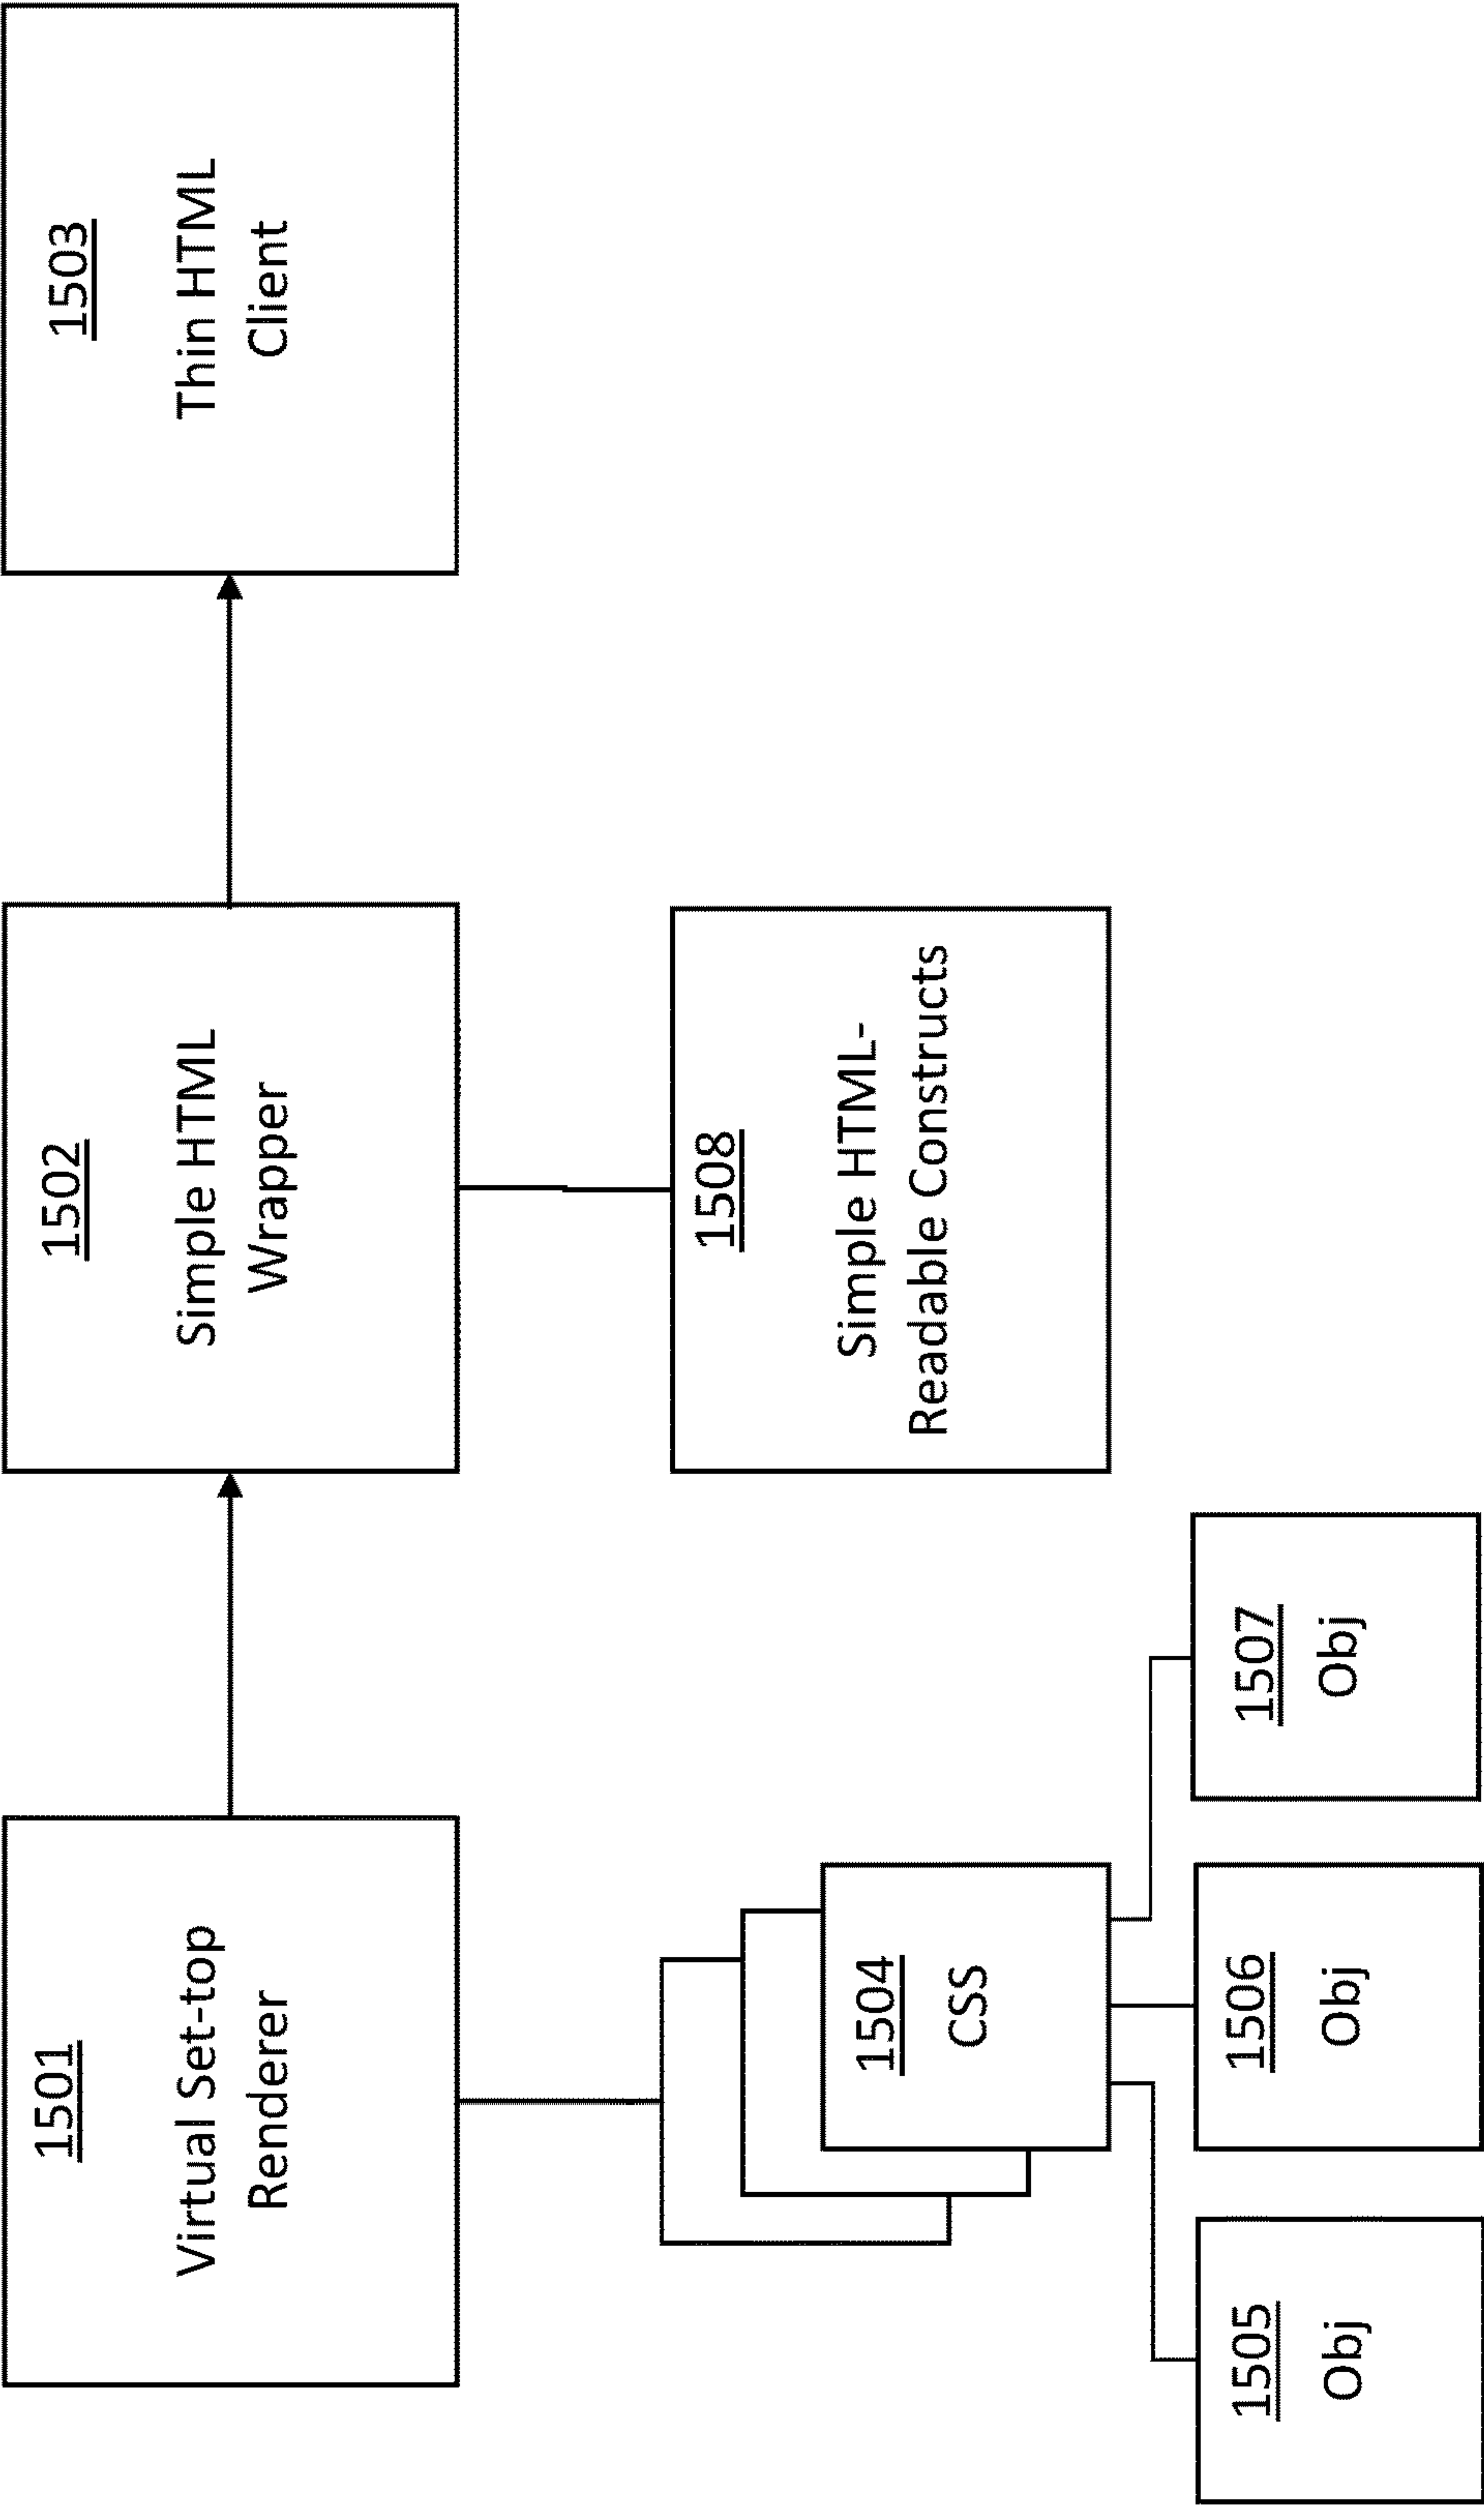 1501
Virtual Set-top
Renderer
1502
Simple HTML
Wrapper
1503
Thin HTML
Client
1504
CSS
1508
Simple HTML-
Readable Constructs
1505
Obj
1506
Obj
1507
Obj